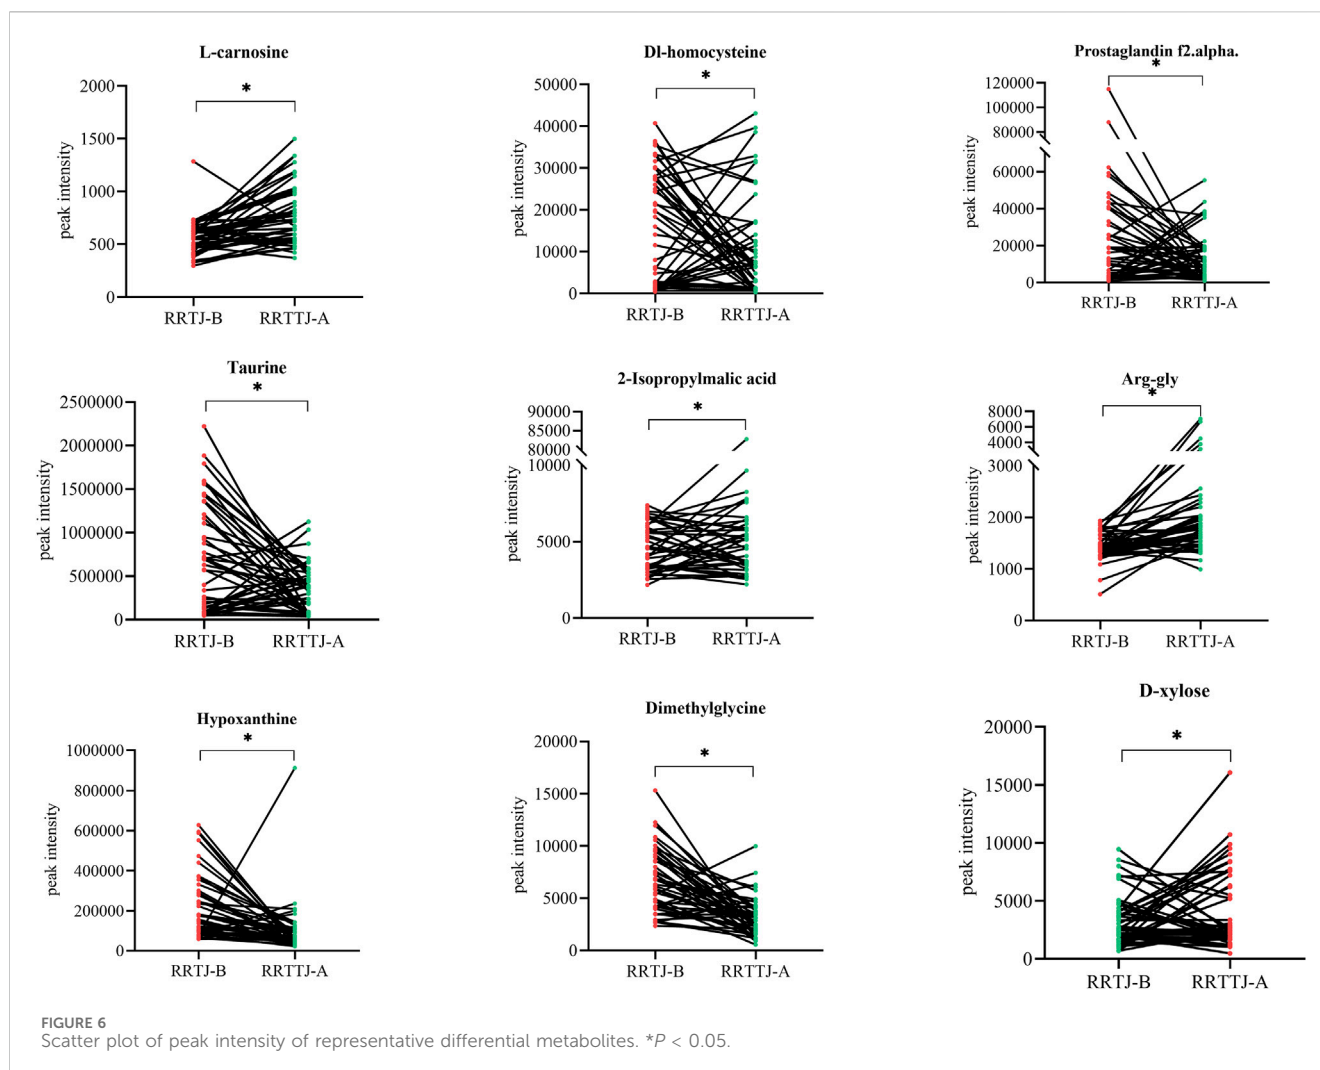 L-carnosine
*
2000
1500
1000
500
0
peak intensity
RRTJ-B RRTTJ-A
Dl-homocysteine
*
50000
40000
30000
20000
10000
0
peak intensity
RRTJ-B RRTTJ-A
Prostaglandin f2.alpha.
*
120000
100000
80000
60000
40000
20000
0
peak intensity
RRTJ-B RRTTJ-A
Taurine
*
2500000
2000000
1500000
1000000
500000
0
peak intensity
RRTJ-B RRTTJ-A
2-Isopropylmalic acid
*
90000
85000
80000
10000
5000
0
peak intensity
RRTJ-B RRTTJ-A
Arg-gly
*
8000
6000
4000
3000
2000
1000
0
peak intensity
RRTJ-B RRTTJ-A
Hypoxanthine
*
1000000
800000
600000
400000
200000
0
peak intensity
RRTJ-B RRTTJ-A
Dimethylglycine
*
20000
15000
10000
5000
0
peak intensity
RRTJ-B RRTTJ-A
D-xylose
*
20000
15000
10000
5000
0
peak intensity
RRTJ-B RRTTJ-A
FIGURE 6
Scatter plot of peak intensity of representative differential metabolites. *P < 0.05.